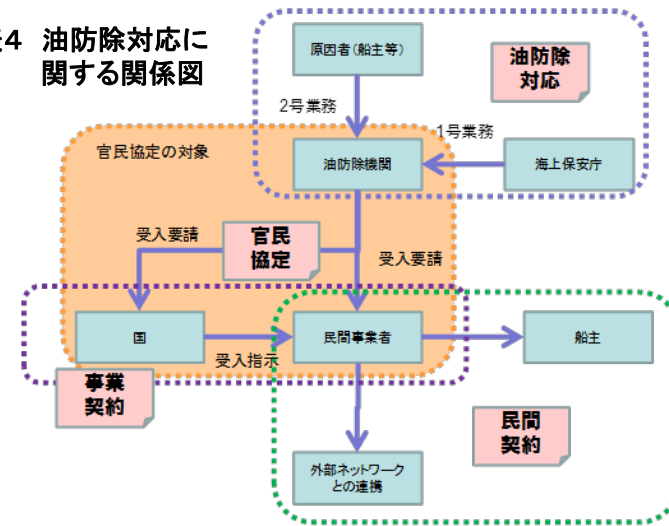 4 油防除対応に
関する関係図
原因者(船主等)
油防除
対応
2号業務
1号業務
官民協定の対象
油防除機関
海上保安庁
受入要請
官民
協定
受入要請
国
民間事業者
船主
受入指示
事業
契約
民間
契約
外部ネットワーク
との連携